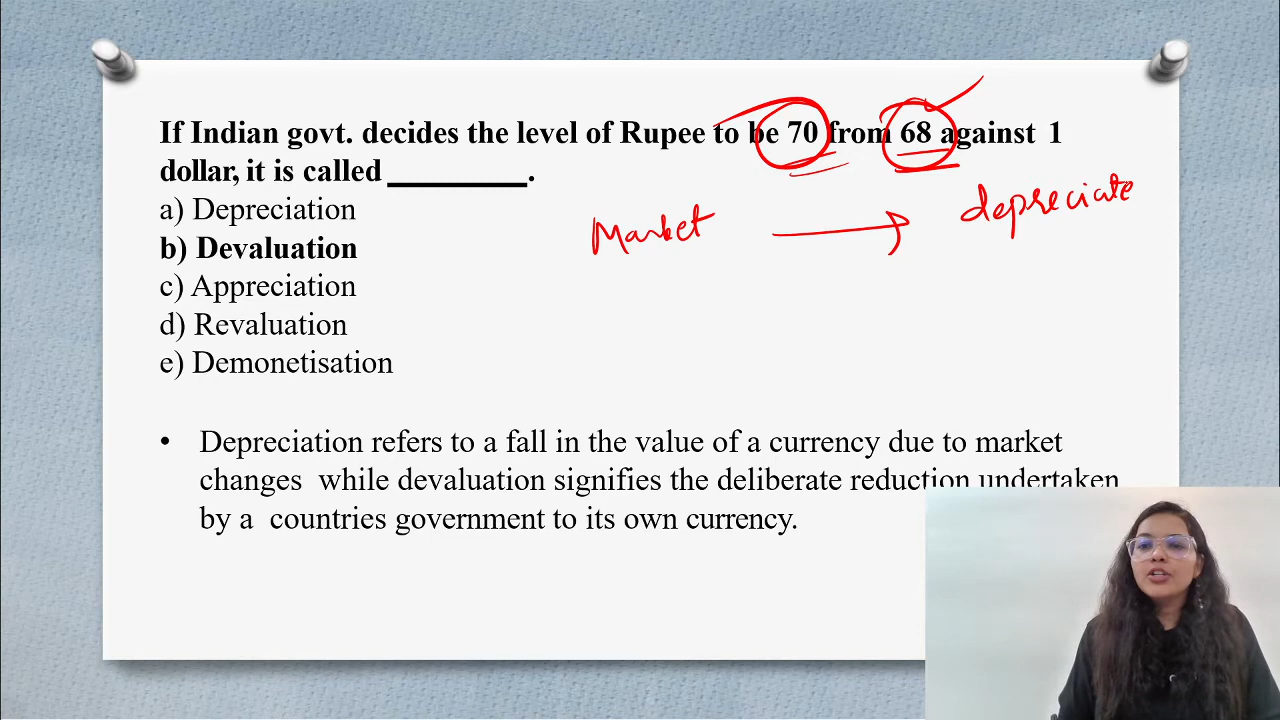 If Indian govt. decides the level of Rupee to be 70 from 68 against 1
dollar, it is called _________.
a) Depreciation
b) Devaluation
c) Appreciation
d) Revaluation
e) Demonetisation
Market → depreciate
• Depreciation refers to a fall in the value of a currency due to market
changes while devaluation signifies the deliberate reduction undertaken
by a countries government to its own currency.